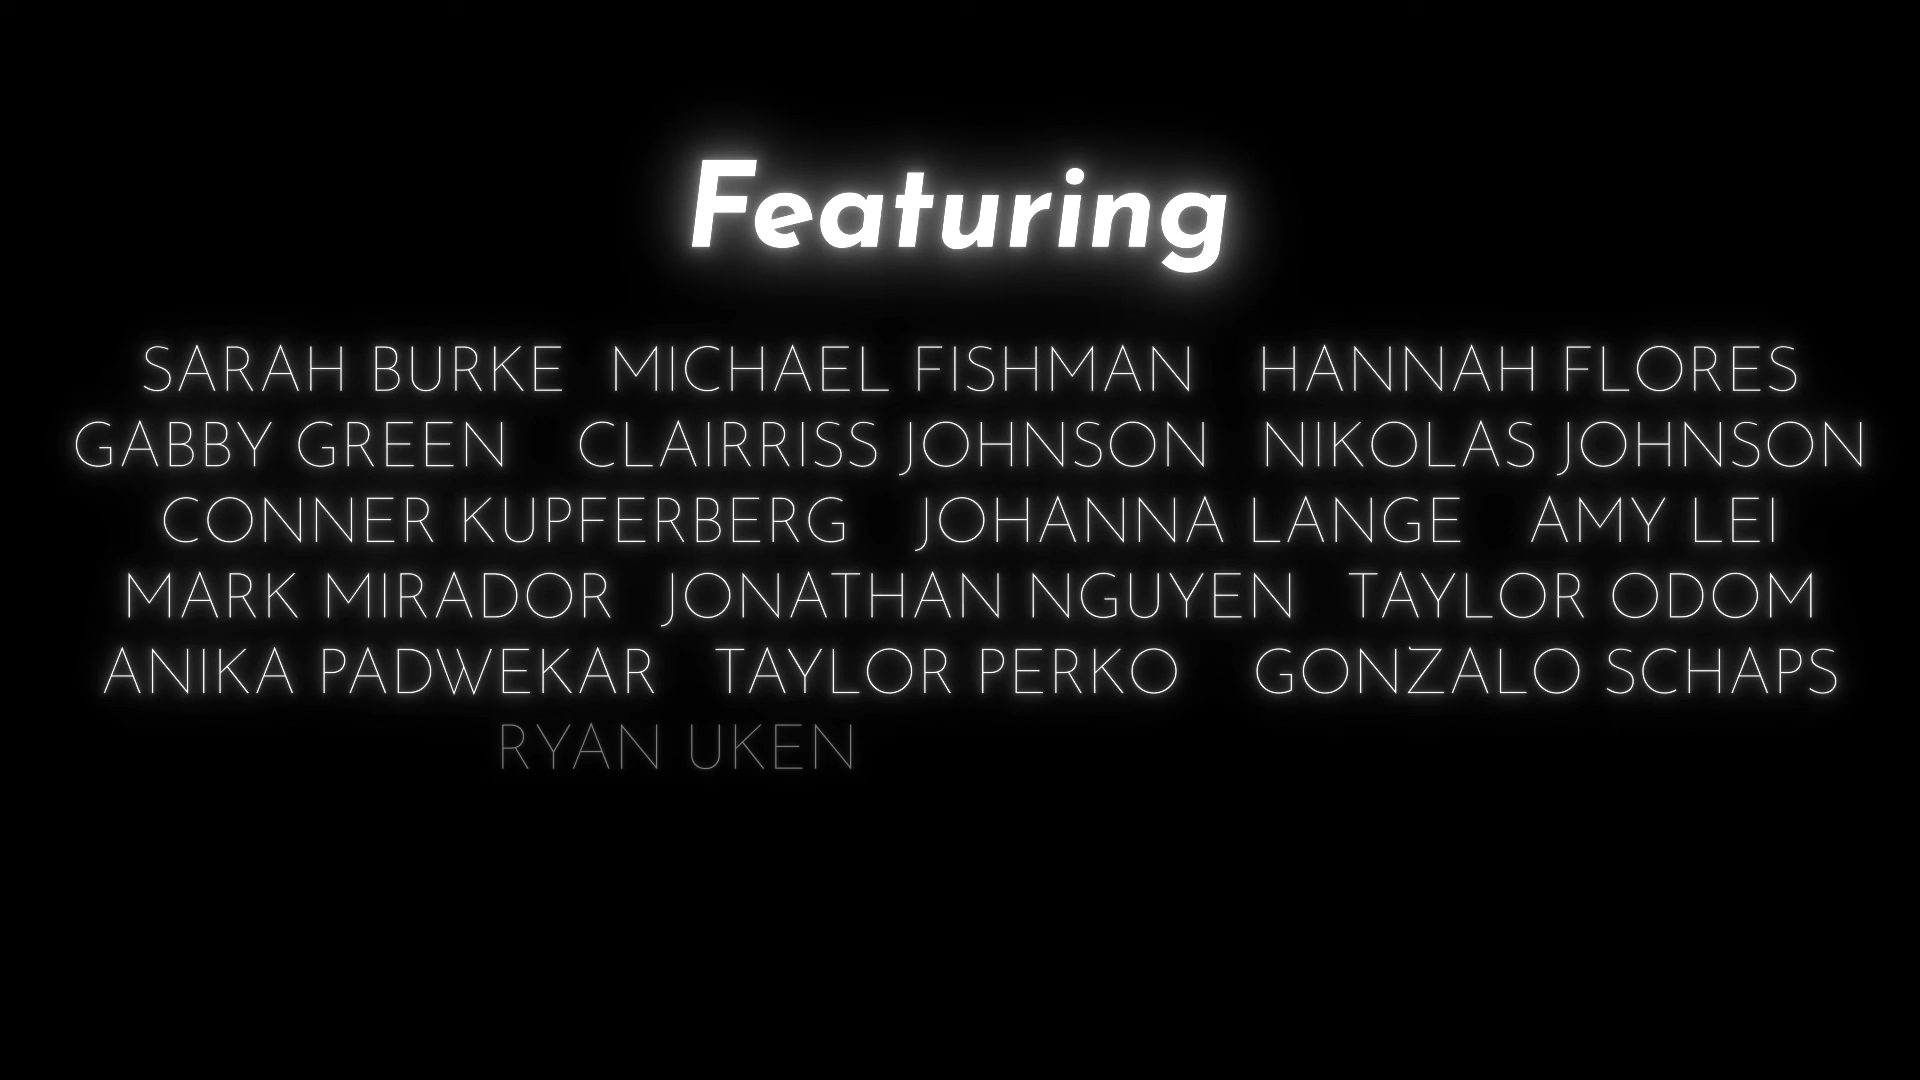 Featuring
SARAH BURKE MICHAEL FISHMAN HANNAH FLORES
GABBY GREEN CLAIRRISS JOHNSON NIKOLAS JOHNSON
CONNER KUPFERBERG JOHANNA LANGE AMY LEI
MARK MIRADOR JONATHAN NGUYEN TAYLOR ODOM
ANIKA PADWEKAR TAYLOR PERKO GONZALO SCHAPS
RYAN UKEN